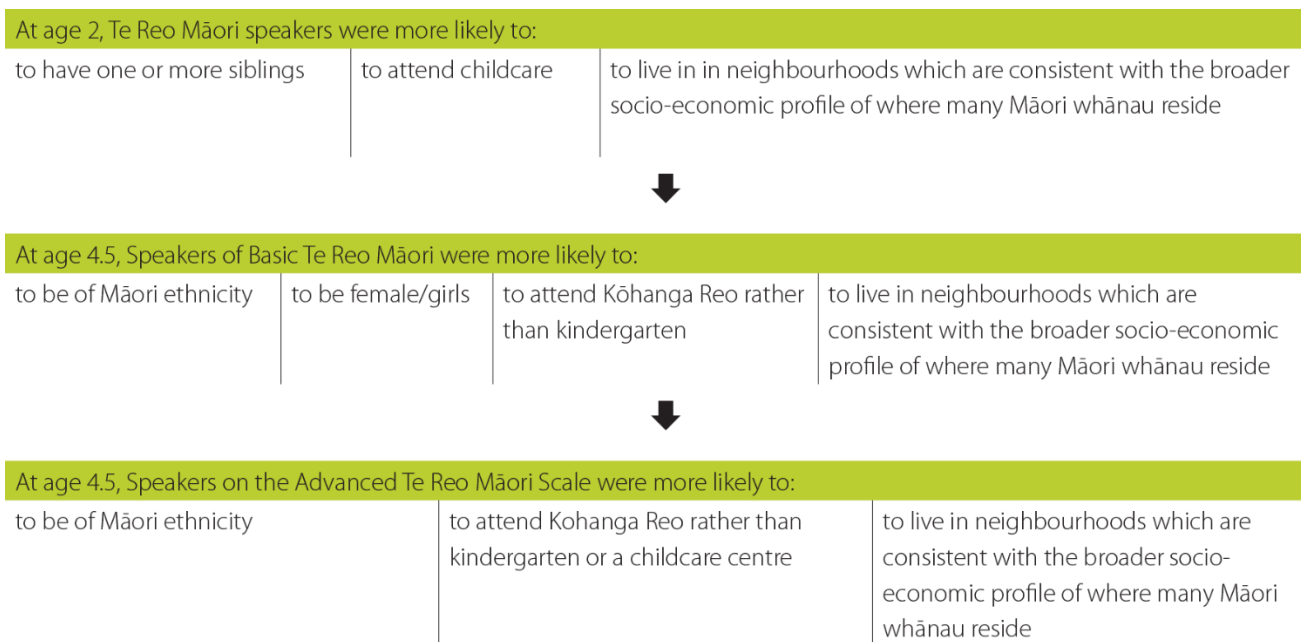 At age 2, Te Reo Māori speakers were more likely to:
to have one or more siblings
to attend childcare
to live in in neighbourhoods which are consistent with the broader
socio-economic profile of where many Māori whānau reside
At age 4.5, Speakers of Basic Te Reo Māori were more likely to:
to be of Māori ethnicity
to be female/girls
to attend Kōhanga Reo rather
than kindergarten
to live in neighbourhoods which are
consistent with the broader socio-economic
profile of where many Māori whānau reside
At age 4.5, Speakers on the Advanced Te Reo Māori Scale were more likely to:
to be of Māori ethnicity
to attend Kohanga Reo rather than
kindergarten or a childcare centre
to live in neighbourhoods which are
consistent with the broader socio-
economic profile of where many Māori
whānau reside